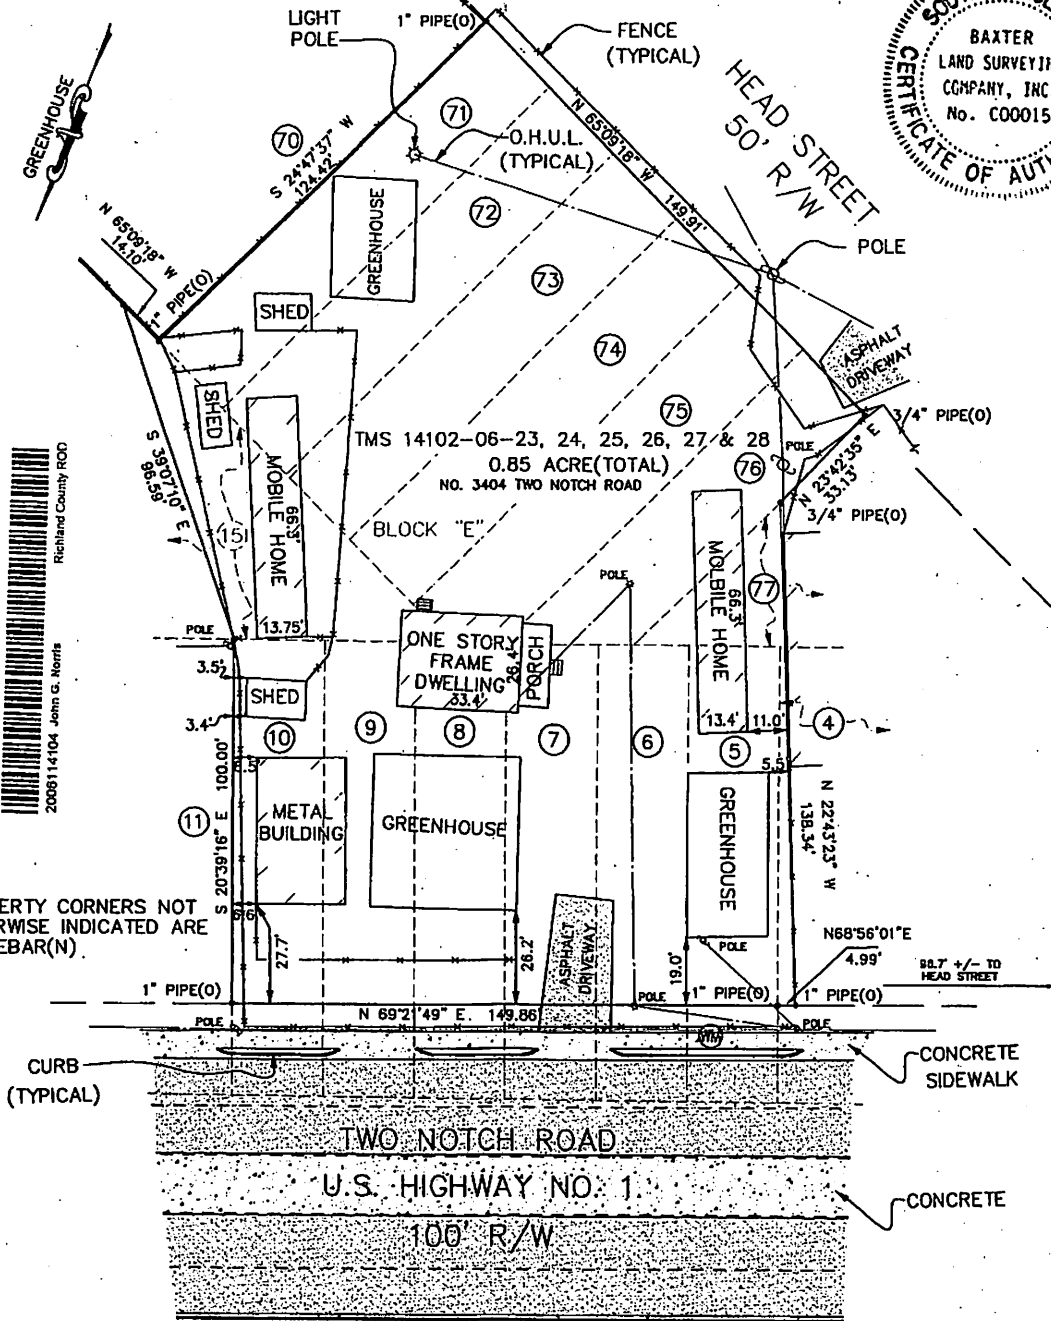 LIGHT
POLE
1" PIPE(O)
FENCE
(TYPICAL)
HEAD STREET
50' R/W
BAXTER
LAND SURVEYIN
COMPANY, INC
No. C00015
CERTIFICATE OF AUTH
GREENHOUSE
70
71
O.H.U.L.
(TYPICAL)
N 65°09'18" W
149.91'
S 24°47'37" W
124.42'
72
GREENHOUSE
73
POLE
N 65°09'18" W
14.10'
1" PIPE(O)
SHED
74
ASPHALT
DRIVEWAY
SHED
75
3/4" PIPE(O)
TMS 14102-06-23, 24, 25, 26, 27 & 28
0.85 ACRE(TOTAL)
NO. 3404 TWO NOTCH ROAD
POLE
76
N 23°42'35" E
33.13'
3/4" PIPE(O)
S 39°07'10" E
96.59'
MOBILE HOME
66.3'
13.75'
15
BLOCK "E"
MOLBILE HOME
66.3'
77
POLE
POLE
ONE STORY
FRAME
DWELLING
26.4'
33.4'
PORCH
3.5'
SHED
3.4'
13.4'
11.0'
4
10
9
8
7
6
5
5.5'
METAL
BUILDING
GREENHOUSE
GREENHOUSE
N 22°43'23" W
138.34'
11
S 20°39'16" E 100.00'
ERTY CORNERS NOT
RWISE INDICATED ARE
EBAR(N)
27.7'
26.2'
ASPHALT
DRIVEWAY
19.0'
POLE
N68°56'01"E
4.99'
98.7' +/- TO
HEAD STREET
1" PIPE(O)
N 69°21'49" E. 149.86'
POLE
1" PIPE(O)
1" PIPE(O)
POLE
POLE
WM
CURB
(TYPICAL)
CONCRETE
SIDEWALK
TWO NOTCH ROAD
U.S. HIGHWAY NO. 1
100' R/W
CONCRETE
2006114104 John G. Norris
Richland County ROD